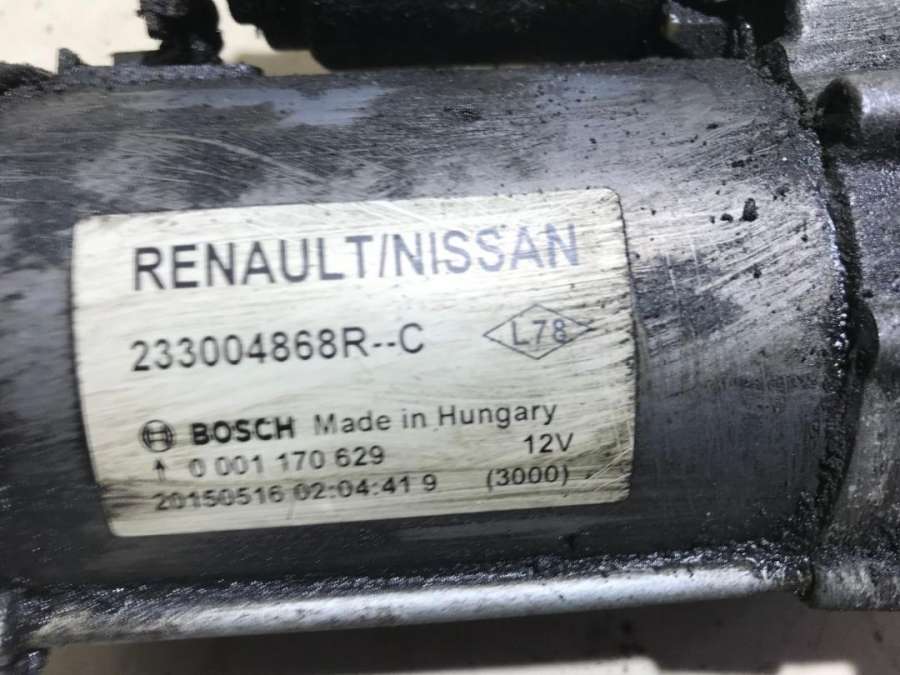 RENAULT/NISSAN
233004868R--C L78
BOSCH Made in Hungary
0 001 170 629 12V
20150516 02:04:41 9 (3000)